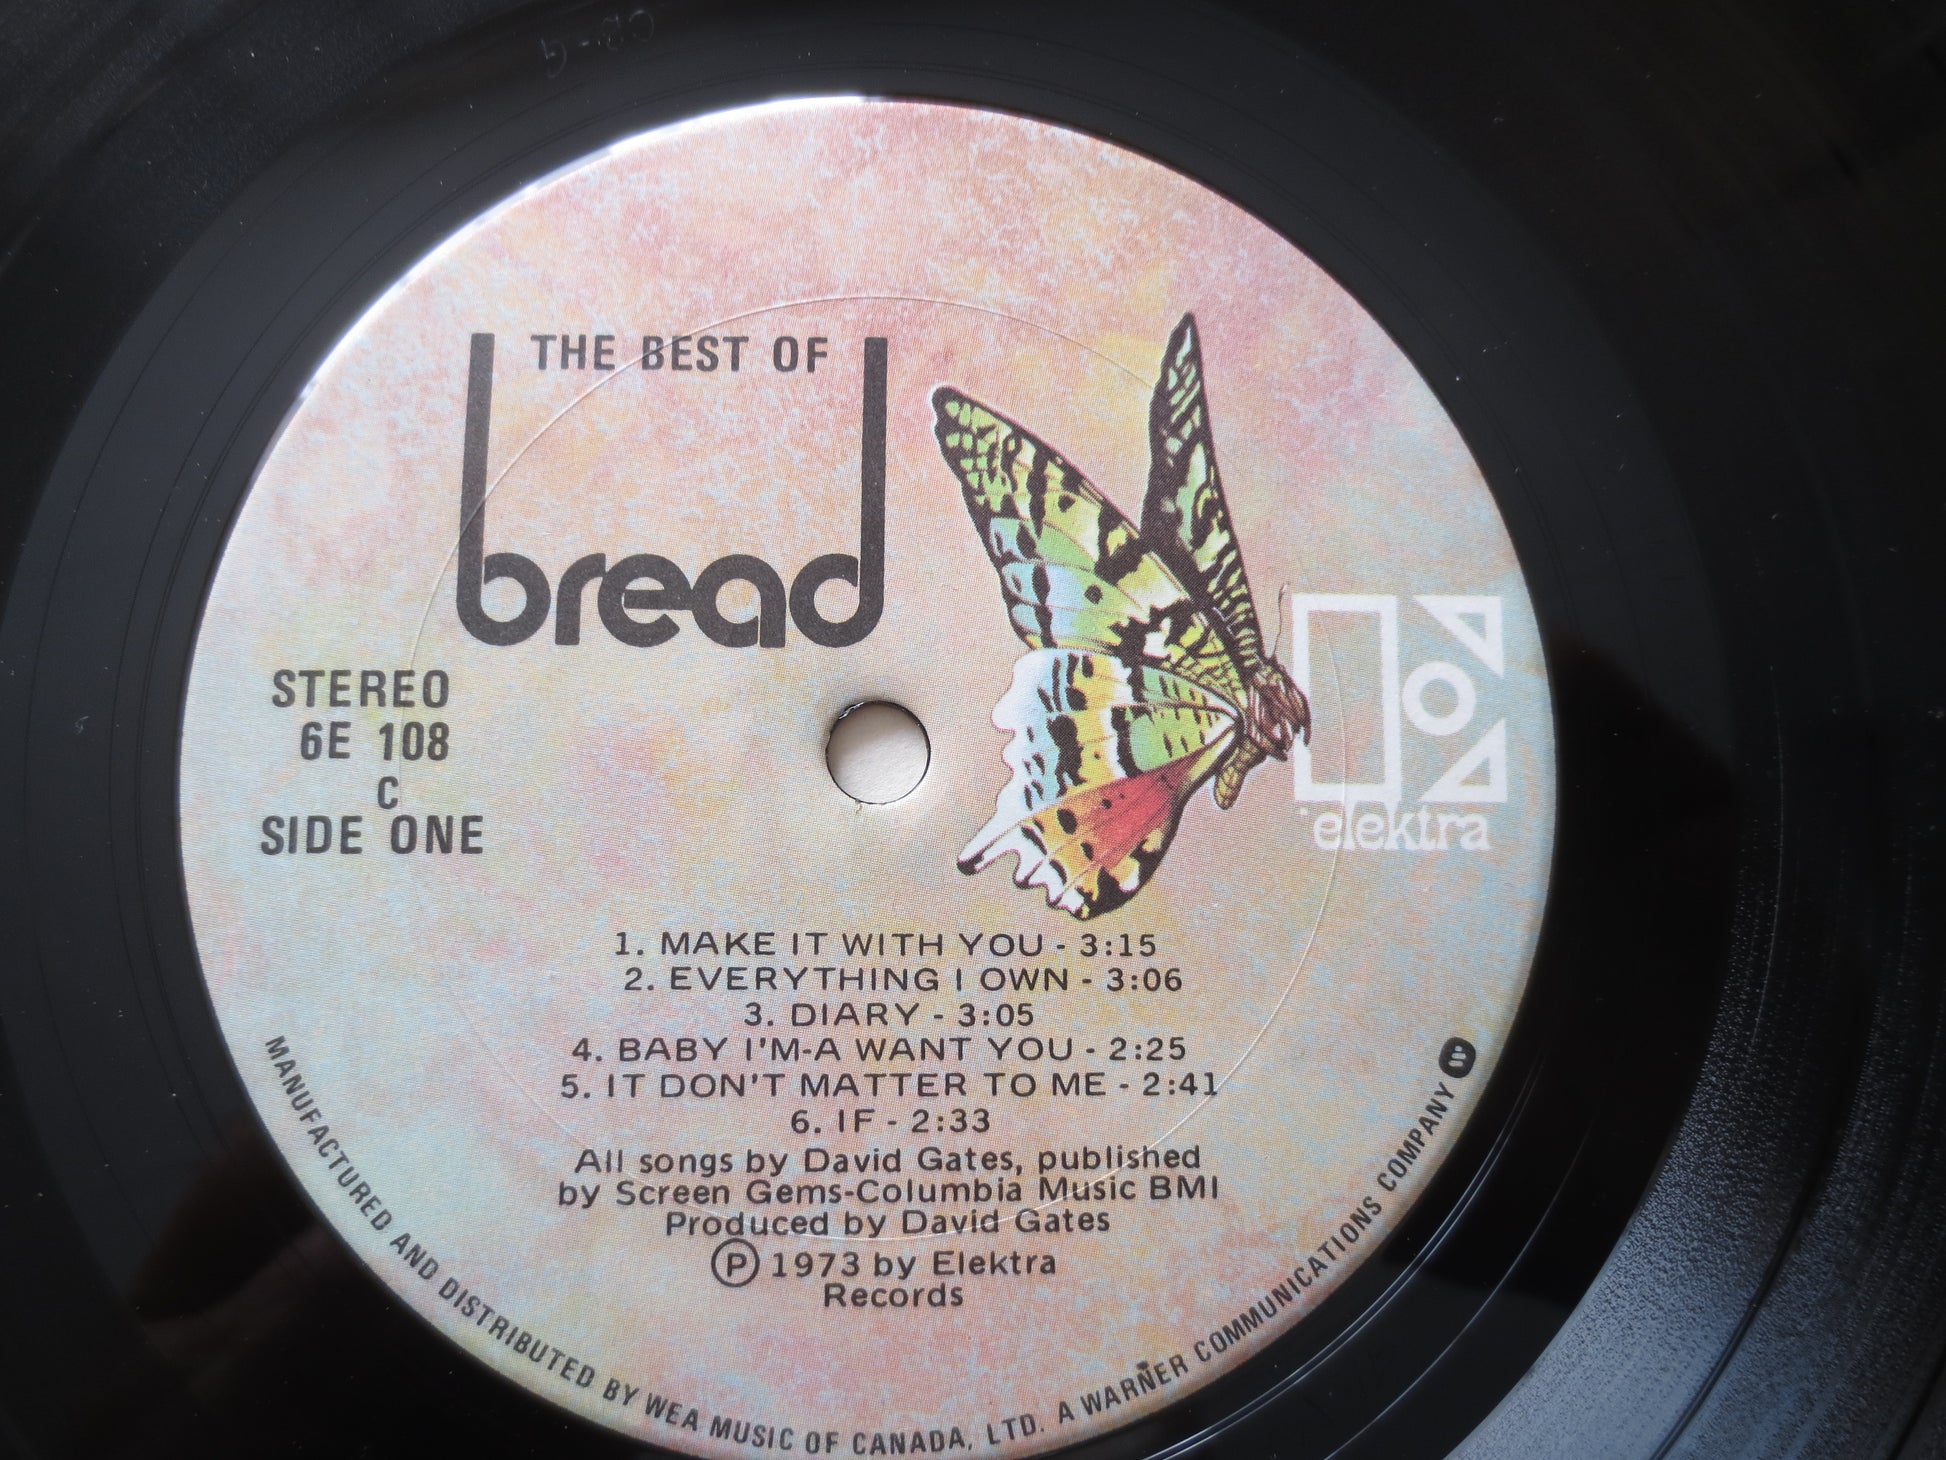 THE BEST OF
bread
STEREO
6E 108
C
SIDE ONE
elektra
1. MAKE IT WITH YOU - 3:15
2. EVERYTHING I OWN - 3:06
3. DIARY - 3:05
4. BABY I'M-A WANT YOU - 2:25
5. IT DON'T MATTER TO ME - 2:41
6. IF - 2:33
All songs by David Gates, published
by Screen Gems-Columbia Music BMI
Produced by David Gates
Ⓟ 1973 by Elektra
Records
MANUFACTURED AND DISTRIBUTED BY WEA MUSIC OF CANADA, LTD. A WARNER COMMUNICATIONS COMPANY